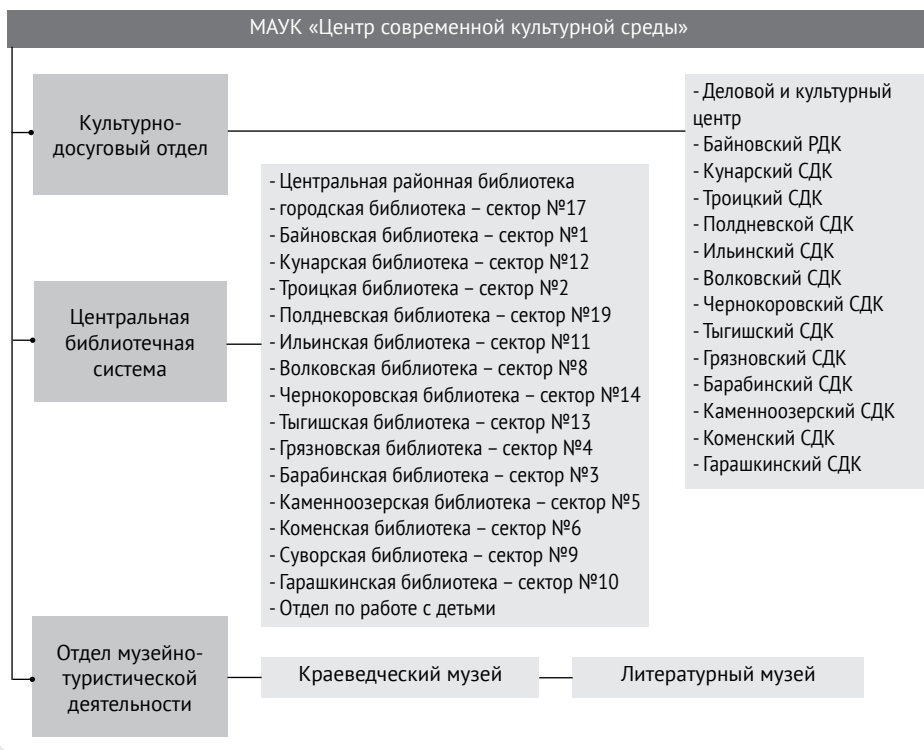 МАУК «Центр современной культурной среды»
Культурно-
досуговый отдел
- Деловой и культурный
центр
- Байновский РДК
- Кунарский СДК
- Троицкий СДК
- Полдневской СДК
- Ильинский СДК
- Волковский СДК
- Чернокоровский СДК
- Тыгишский СДК
- Грязновский СДК
- Барабинский СДК
- Каменноозерский СДК
- Коменский СДК
- Гарашкинский СДК
Центральная
библиотечная
система
- Центральная районная библиотека
- городская библиотека – сектор №17
- Байновская библиотека – сектор №1
- Кунарская библиотека – сектор №12
- Троицкая библиотека – сектор №2
- Полдневская библиотека – сектор №19
- Ильинская библиотека – сектор №11
- Волковская библиотека – сектор №8
- Чернокоровская библиотека – сектор №14
- Тыгишская библиотека – сектор №13
- Грязновская библиотека – сектор №4
- Барабинская библиотека – сектор №3
- Каменноозерская библиотека – сектор №5
- Коменская библиотека – сектор №6
- Суворская библиотека – сектор №9
- Гарашкинская библиотека – сектор №10
- Отдел по работе с детьми
Отдел музейно-
туристической
деятельности
Краеведческий музей
Литературный музей